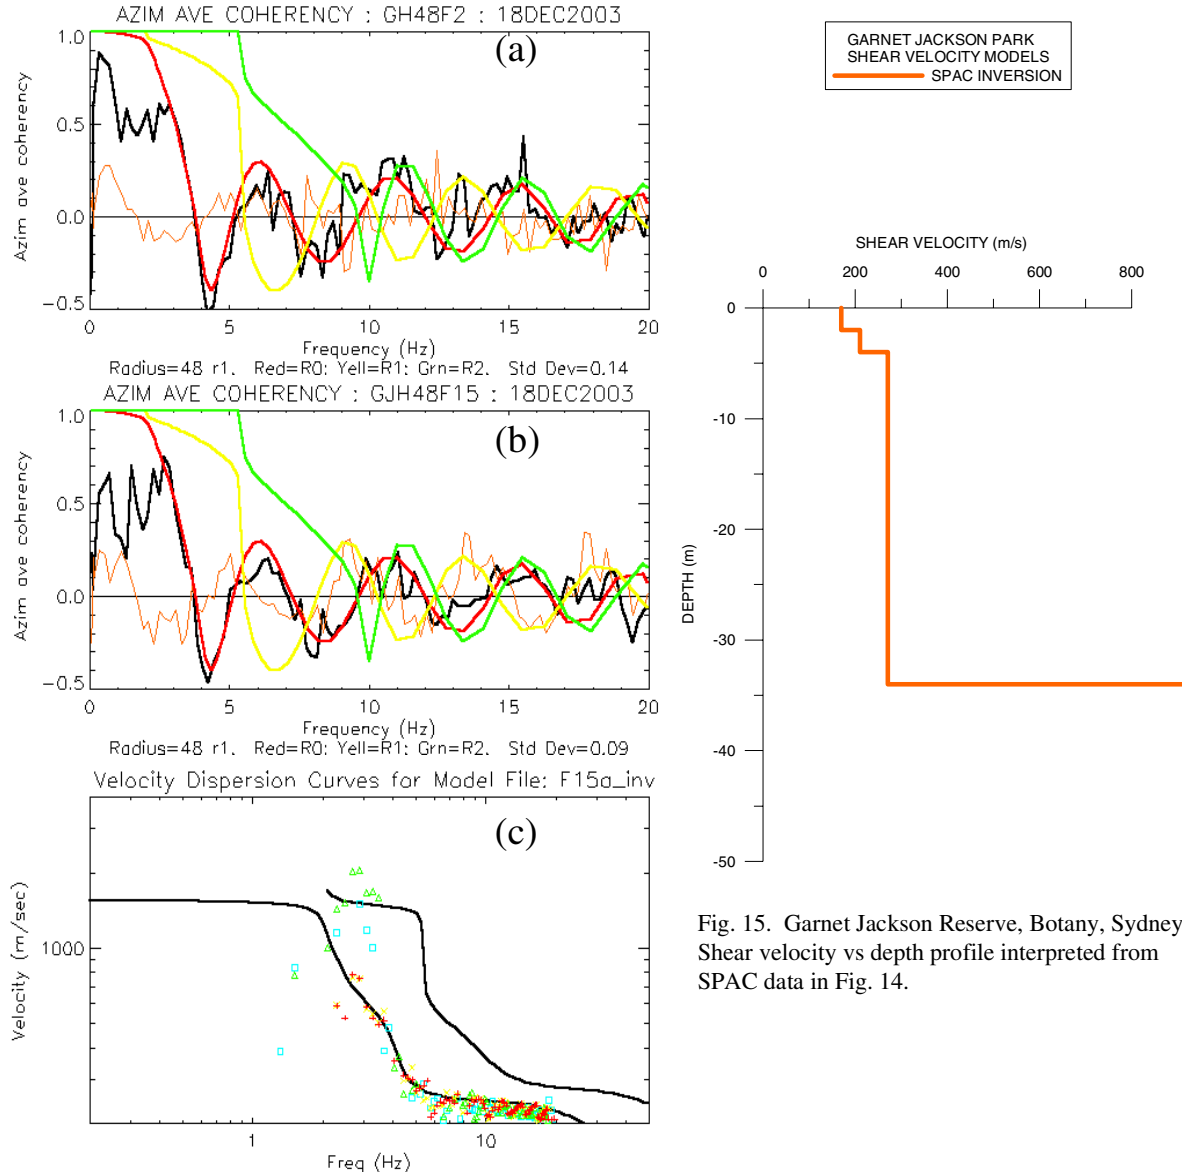 AZIM AVE COHERENCY : GH48F2 : 18DEC2003
(a)
Azim ave coherency
1.0
0.5
0.0
-0.5
0 5 10 15 20
Frequency (Hz)
Radius=48 r1. Red=R0; Yell=R1; Grn=R2. Std Dev=0.14
AZIM AVE COHERENCY : GJH48F15 : 18DEC2003
(b)
Azim ave coherency
1.0
0.5
0.0
-0.5
0 5 10 15 20
Frequency (Hz)
Radius=48 r1. Red=R0; Yell=R1; Grn=R2. Std Dev=0.09
Velocity Dispersion Curves for Model File: F15a_inv
(c)
Velocity (m/sec)
1000
1 10
Freq (Hz)
GARNET JACKSON PARK
SHEAR VELOCITY MODELS
SPAC INVERSION
SHEAR VELOCITY (m/s)
0 200 400 600 800
DEPTH (m)
0
-10
-20
-30
-40
-50
Fig. 15. Garnet Jackson Reserve, Botany, Sydney
Shear velocity vs depth profile interpreted from
SPAC data in Fig. 14.